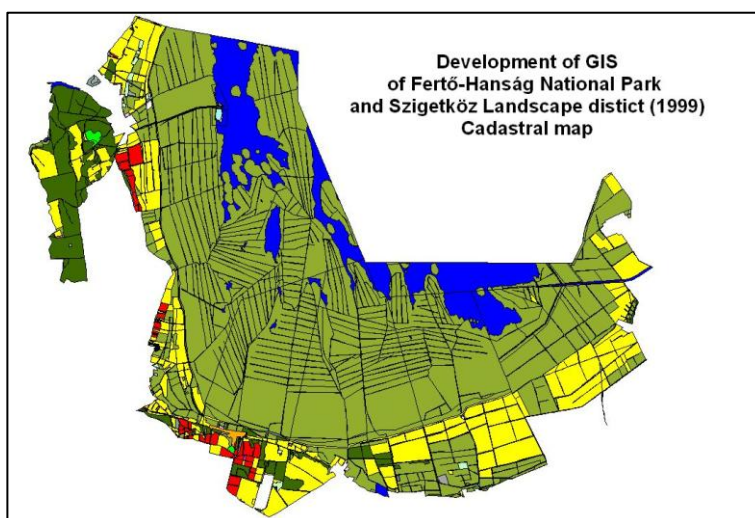 Development of GIS
of Fertő-Hanság National Park
and Szigetköz Landscape distict (1999)
Cadastral map